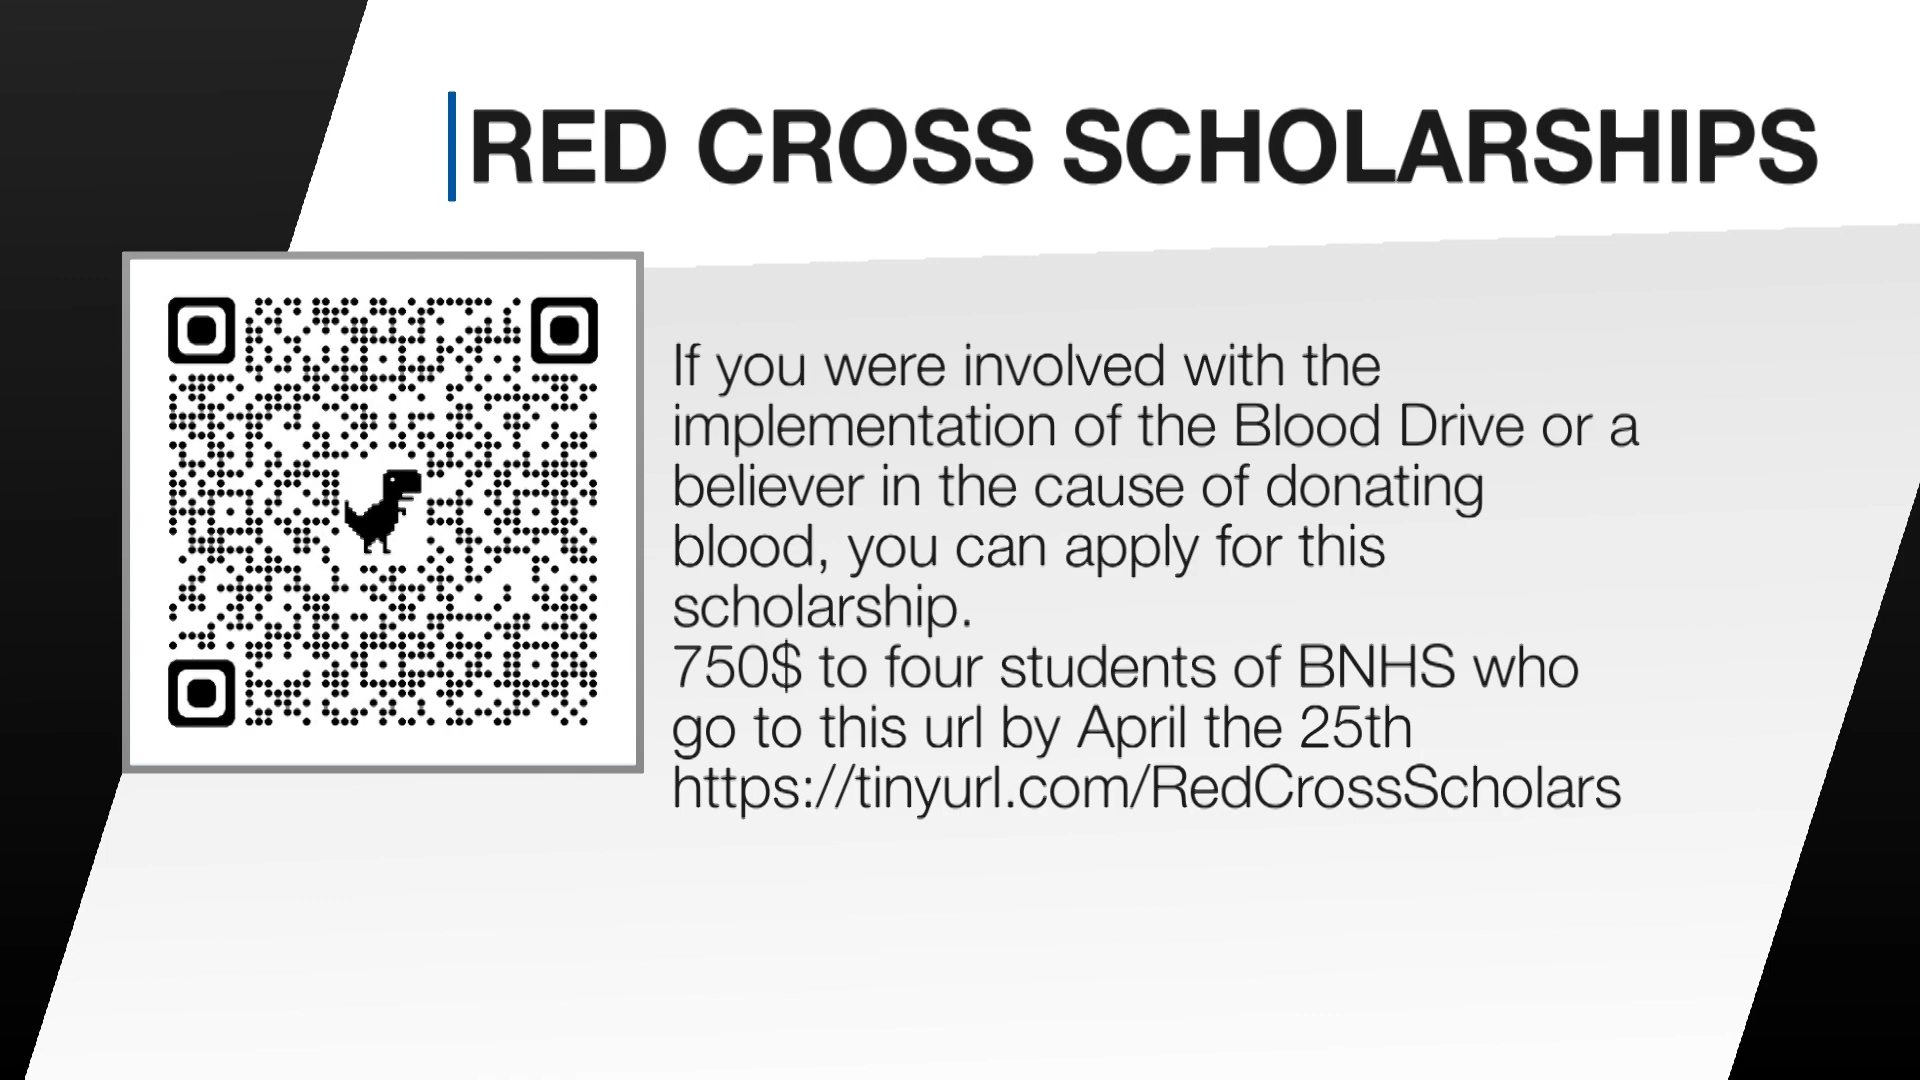 RED CROSS SCHOLARSHIPS
If you were involved with the
implementation of the Blood Drive or a
believer in the cause of donating
blood, you can apply for this
scholarship.
750$ to four students of BNHS who
go to this url by April the 25th
https://tinyurl.com/RedCrossScholars